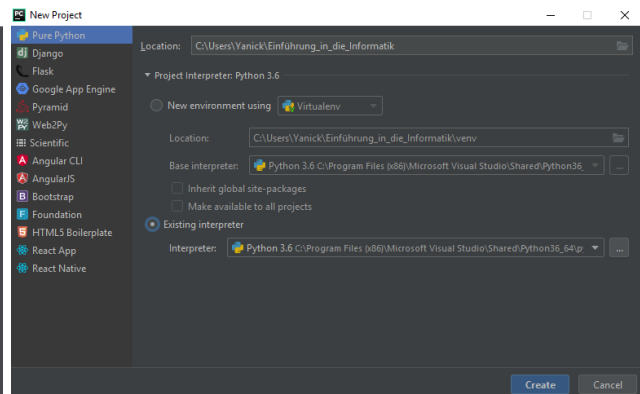 PC New Project
Pure Python
dj Django
Flask
Google App Engine
Pyramid
Web2Py
Scientific
Angular CLI
AngularJS
B Bootstrap
F Foundation
HTML5 Boilerplate
React App
React Native
Location: C:\Users\Yanick\Einführung_in_die_Informatik
Project Interpreter: Python 3.6
New environment using Virtualenv
Location: C:\Users\Yanick\Einführung_in_die_Informatik\venv
Base interpreter: Python 3.6 C:\Program Files (x86)\Microsoft Visual Studio\Shared\Python36_ ...
Inherit global site-packages
Make available to all projects
Existing interpreter
Interpreter: Python 3.6 C:\Program Files (x86)\Microsoft Visual Studio\Shared\Python36_64\py ...
Create Cancel